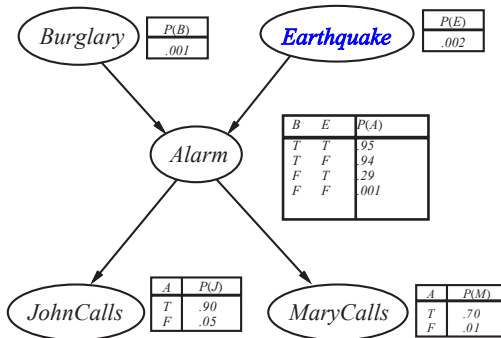 Burglary
P(B)
.001
Earthquake
P(E)
.002
Alarm
B E P(A)
T T .95
T F .94
F T .29
F F .001
JohnCalls
A P(J)
T .90
F .05
MaryCalls
A P(M)
T .70
F .01